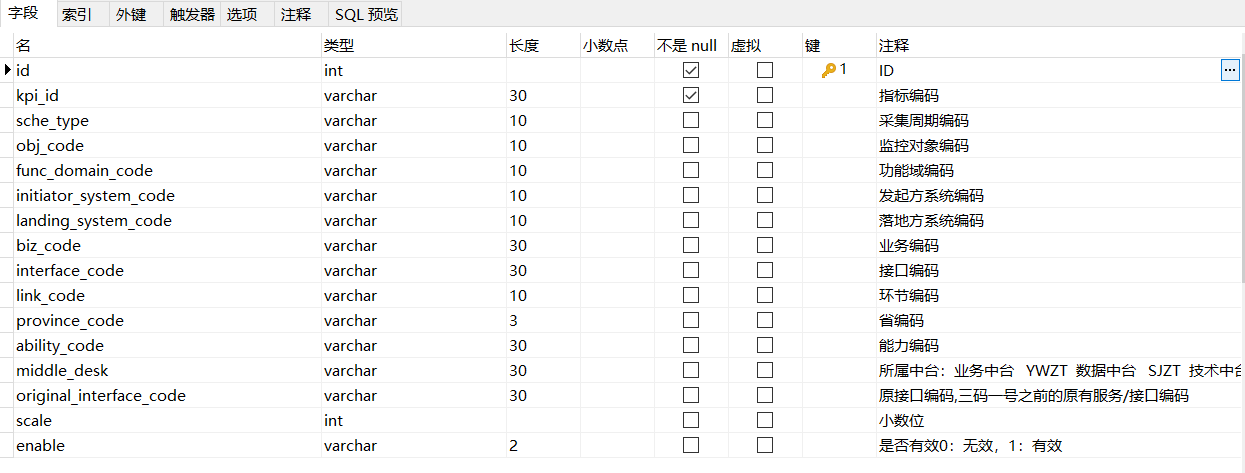 字段 索引 外键 触发器 选项 注释 SQL 预览
名 类型 长度 小数点 不是 null 虚拟 键 注释
id int 1 ID ...
kpi_id varchar 30 指标编码
sche_type varchar 10 采集周期编码
obj_code varchar 10 监控对象编码
func_domain_code varchar 10 功能域编码
initiator_system_code varchar 10 发起方系统编码
landing_system_code varchar 10 落地方系统编码
biz_code varchar 30 业务编码
interface_code varchar 30 接口编码
link_code varchar 10 环节编码
province_code varchar 3 省编码
ability_code varchar 30 能力编码
middle_desk varchar 30 所属中台：业务中台 YWZT 数据中台 SJZT 技术中台
original_interface_code varchar 30 原接口编码,三码一号之前的原有服务/接口编码
scale int 小数位
enable varchar 2 是否有效0：无效，1：有效